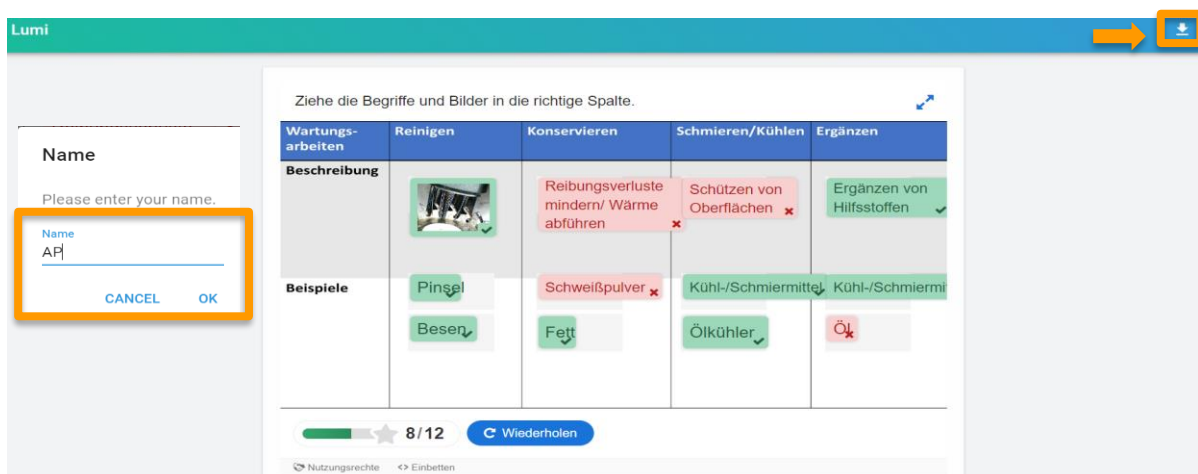 Lumi
Name
Please enter your name.
Name
AP
CANCEL OK
Ziehe die Begriffe und Bilder in die richtige Spalte.
Wartungs-
arbeiten
Reinigen
Konservieren
Schmieren/Kühlen
Ergänzen
Beschreibung
Reibungsverluste
mindern/ Wärme
abführen
Schützen von
Oberflächen
Ergänzen von
Hilfsstoffen
Beispiele
Pinsel
Schweißpulver
Kühl-/Schmiermittel
Kühl-/Schmiermi
Besen
Fett
Ölkühler
Öl
8/12
Wiederholen
Nutzungsrechte <> Einbetten